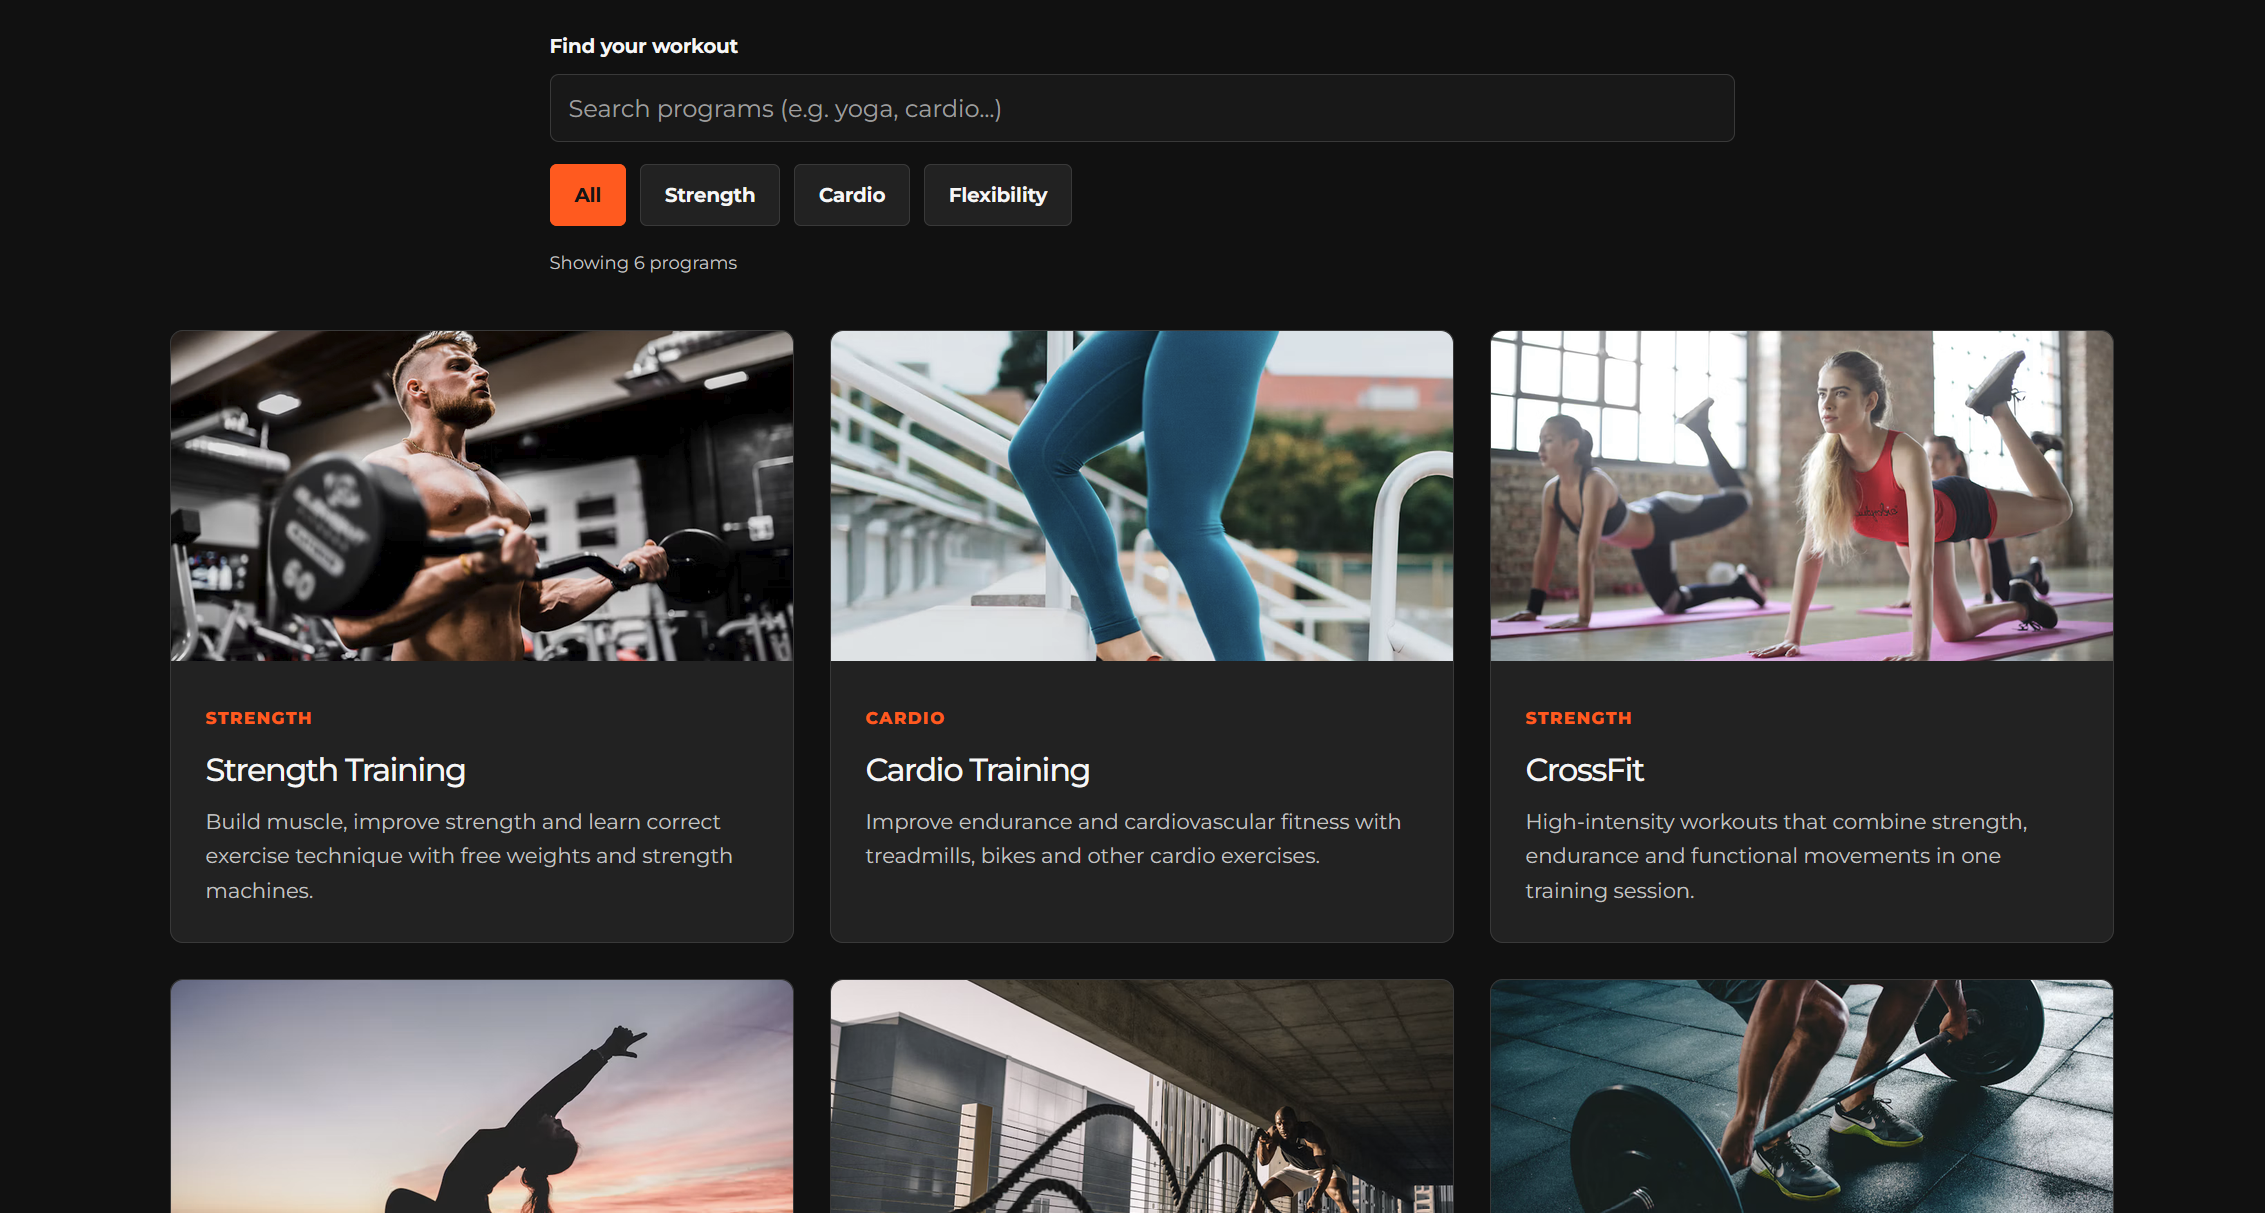 Find your workout
Search programs (e.g. yoga, cardio...)
All
Strength
Cardio
Flexibility
Showing 6 programs
60
STRENGTH
Strength Training
Build muscle, improve strength and learn correct
exercise technique with free weights and strength
machines.
CARDIO
Cardio Training
Improve endurance and cardiovascular fitness with
treadmills, bikes and other cardio exercises.
STRENGTH
CrossFit
High-intensity workouts that combine strength,
endurance and functional movements in one
training session.